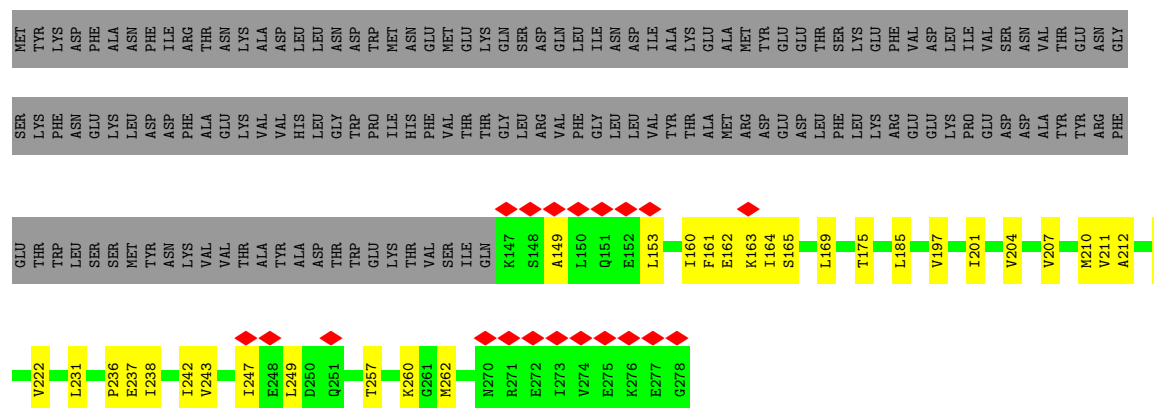 MET TYR LYS ASP PHE ALA ASN PHE ILE ARG THR ASN LYS ALA ASP LEU LEU ASN ASP TRP MET ASN GLU MET GLU LYS GLN SER ASP GLN LEU ILE ASN ASP ILE ALA LYS GLU ALA MET TYR GLU GLU THR SER LYS GLU PHE VAL ASP LEU ILE VAL SER ASN VAL THR GLU ASN GLY
SER LYS PHE ASN GLU LYS LEU ASP ASP PHE ALA GLU LYS VAL VAL HIS LEU GLY TRP PRO ILE HIS PHE VAL THR THR GLY LEU ARG VAL PHE GLY LEU LEU VAL TYR THR ALA MET ARG ASP GLU ASP LEU PHE LEU LYS ARG GLU GLU LYS PRO GLU ASP ASP ALA TYR TYR ARG PHE
GLU THR TRP LEU SER SER MET TYR ASN LYS VAL VAL THR ALA TYR ALA ASP THR TRP GLU LYS THR VAL SER ILE GLN K147 S148 A149 L150 Q151 E152 L153 I160 F161 E162 K163 I164 S165 L169 T175 L185 V197 I201 V204 V207 M210 V211 A212
V222 L231 P236 E237 I238 I242 V243 I247 E248 L249 D250 Q251 T257 K260 G261 M262 N270 R271 E272 I273 V274 E275 K276 E277 G278